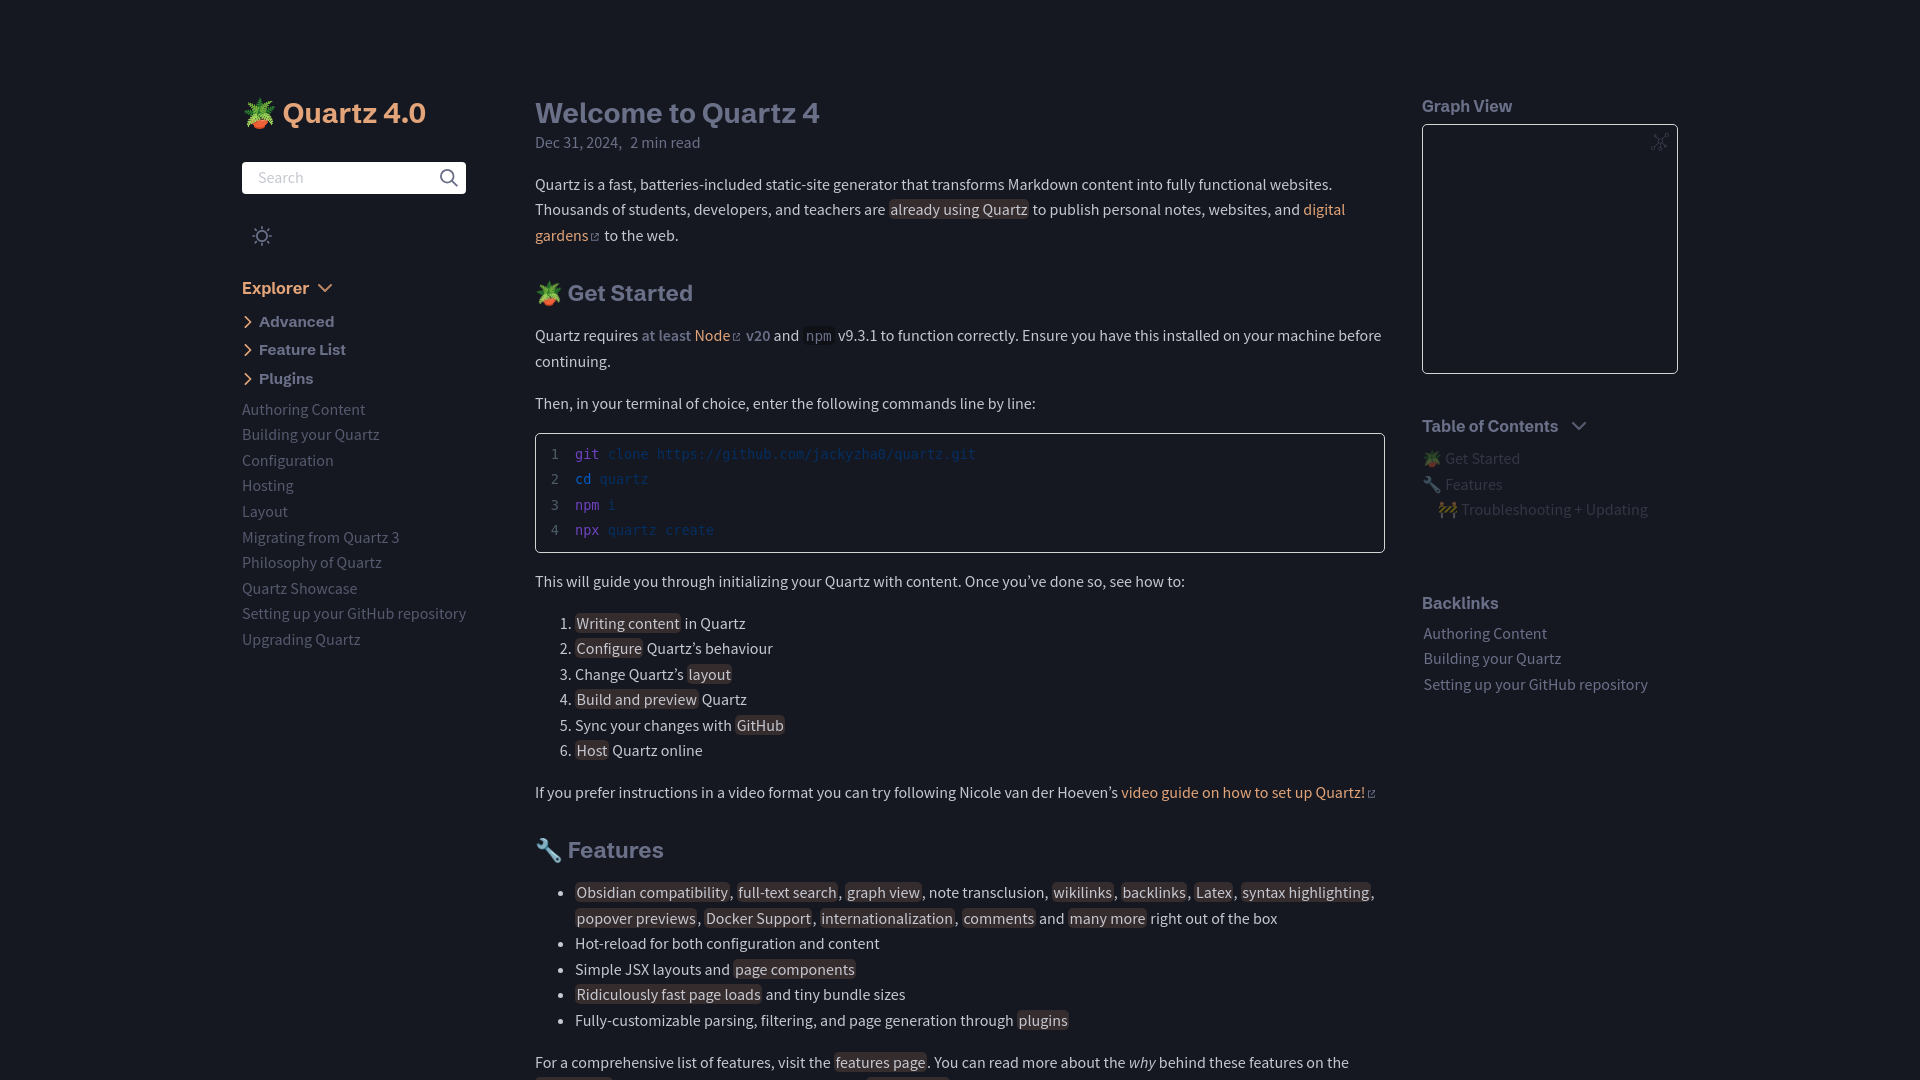 Quartz 4.0
Search
Explorer
Advanced
Feature List
Plugins
Authoring Content
Building your Quartz
Configuration
Hosting
Layout
Migrating from Quartz 3
Philosophy of Quartz
Quartz Showcase
Setting up your GitHub repository
Upgrading Quartz
Welcome to Quartz 4
Dec 31, 2024, 2 min read
Quartz is a fast, batteries-included static-site generator that transforms Markdown content into fully functional websites.
Thousands of students, developers, and teachers are already using Quartz to publish personal notes, websites, and digital
gardens to the web.
🪴 Get Started
Quartz requires at least Node v20 and npm v9.3.1 to function correctly. Ensure you have this installed on your machine before
continuing.
Then, in your terminal of choice, enter the following commands line by line:
1 git clone https://github.com/jackyzha0/quartz.git
2 cd quartz
3 npm i
4 npx quartz create
This will guide you through initializing your Quartz with content. Once you’ve done so, see how to:
1. Writing content in Quartz
2. Configure Quartz’s behaviour
3. Change Quartz’s layout
4. Build and preview Quartz
5. Sync your changes with GitHub
6. Host Quartz online
If you prefer instructions in a video format you can try following Nicole van der Hoeven’s video guide on how to set up Quartz!
🔧 Features
• Obsidian compatibility, full-text search, graph view, note transclusion, wikilinks, backlinks, Latex, syntax highlighting,
popover previews, Docker Support, internationalization, comments and many more right out of the box
• Hot-reload for both configuration and content
• Simple JSX layouts and page components
• Ridiculously fast page loads and tiny bundle sizes
• Fully-customizable parsing, filtering, and page generation through plugins
For a comprehensive list of features, visit the features page. You can read more about the why behind these features on the
Graph View
Table of Contents
🪴 Get Started
🔧 Features
🚧 Troubleshooting + Updating
Backlinks
Authoring Content
Building your Quartz
Setting up your GitHub repository